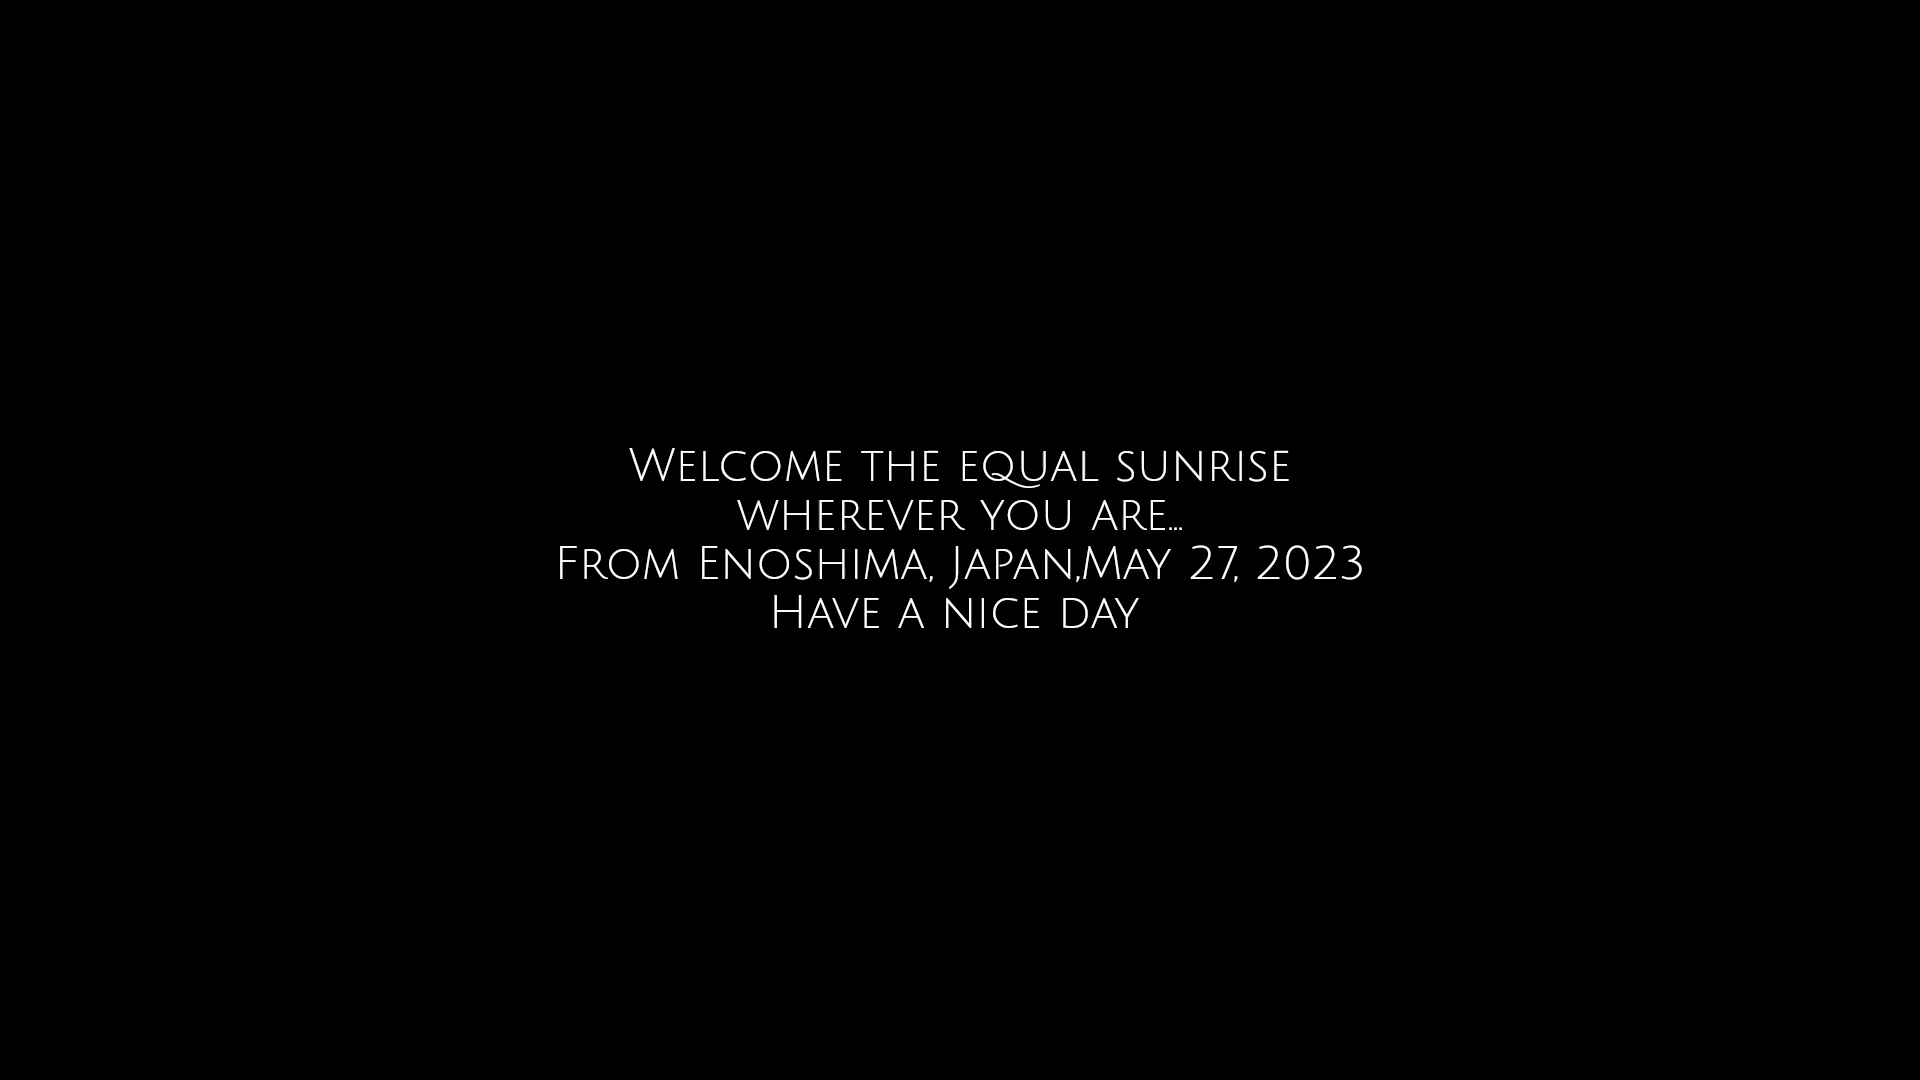 Welcome the equal sunrise
wherever you are...
From Enoshima, Japan,May 27, 2023
Have a nice day